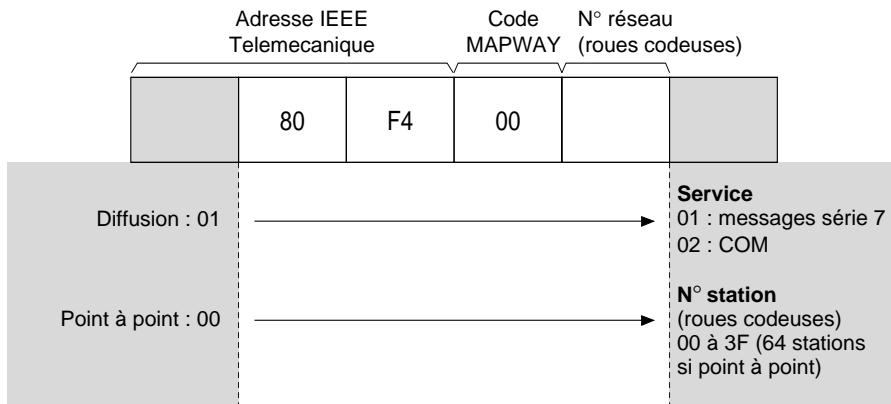 Adresse IEEE
Telemecanique
Code
MAPWAY
N° réseau
(roues codeuses)
80
F4
00
Diffusion : 01
Service
01 : messages série 7
02 : COM
Point à point : 00
N° station
(roues codeuses)
00 à 3F (64 stations
si point à point)